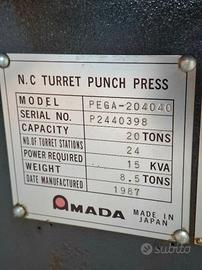 N.C TURRET PUNCH PRESS
MODEL PEGA-204040
SERIAL NO. P2440398
CAPACITY 20 TONS
NO.OF TURRET STATIONS 24
POWER REQUIRED 15 KVA
WEIGHT 8.5 TONS
DATE MANUFACTURED 1987
AMADA MADE IN JAPAN
subito